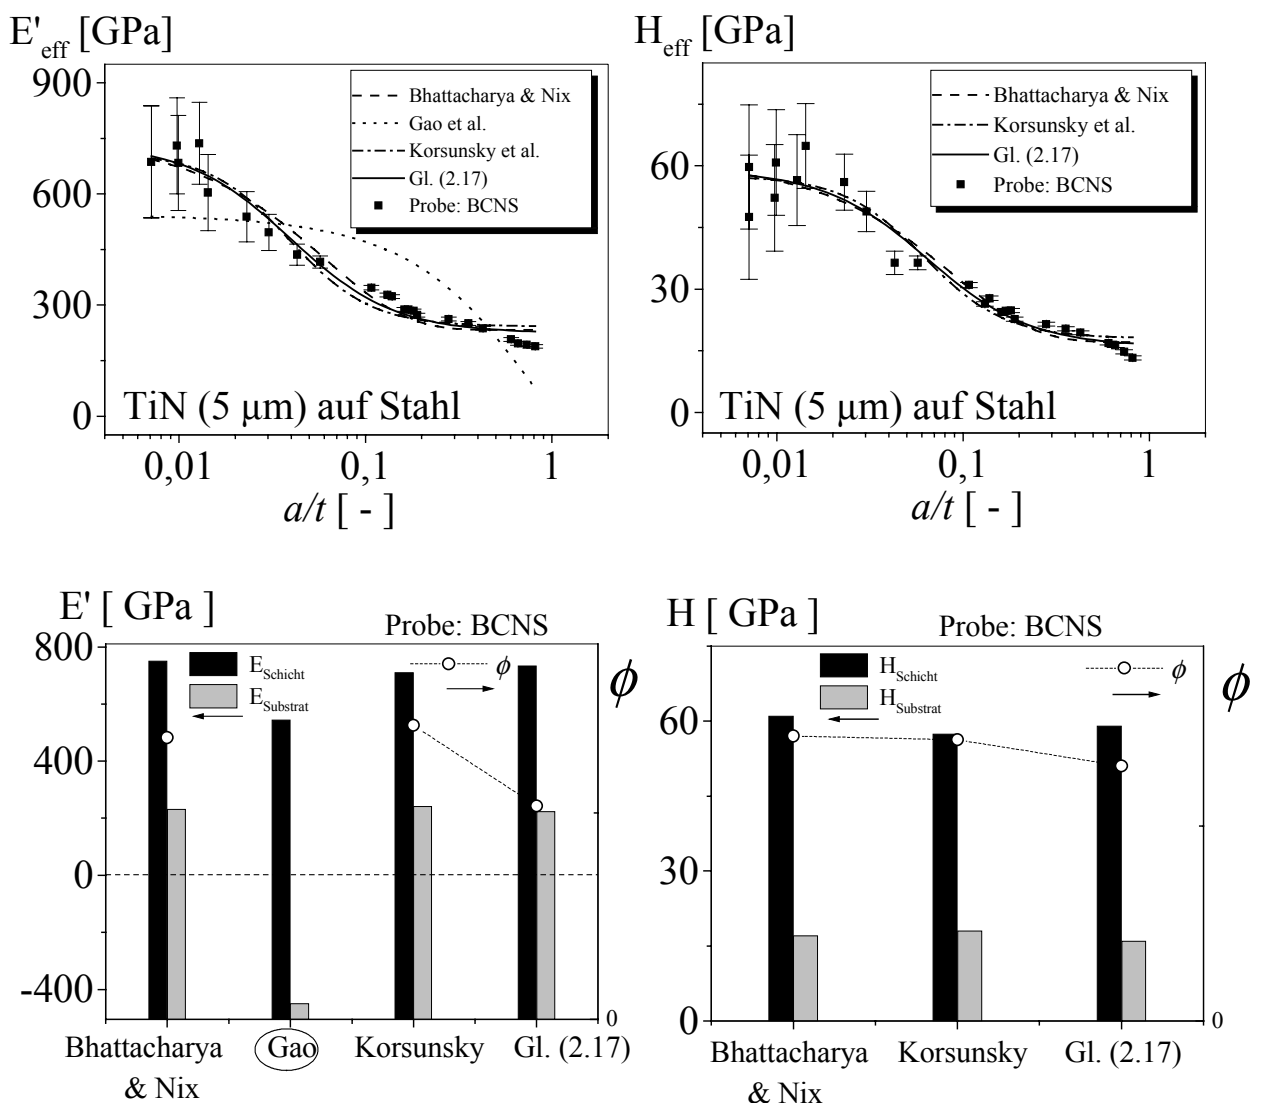 E'eff [GPa]
900
600
300
0
Bhattacharya & Nix
Gao et al.
Korsunsky et al.
Gl. (2.17)
Probe: BCNS
TiN (5 μm) auf Stahl
0,01 0,1 1
a/t [ - ]
Heff [GPa]
60
30
0
Bhattacharya & Nix
Korsunsky et al.
Gl. (2.17)
Probe: BCNS
TiN (5 μm) auf Stahl
0,01 0,1 1
a/t [ - ]
E' [ GPa ]
Probe: BCNS
800
400
0
-400
ESchicht
ESubstrat
ϕ
ϕ
0
Bhattacharya
& Nix
Gao
Korsunsky
Gl. (2.17)
H [ GPa ]
Probe: BCNS
60
30
0
HSchicht
HSubstrat
ϕ
ϕ
0
Bhattacharya
& Nix
Korsunsky
Gl. (2.17)